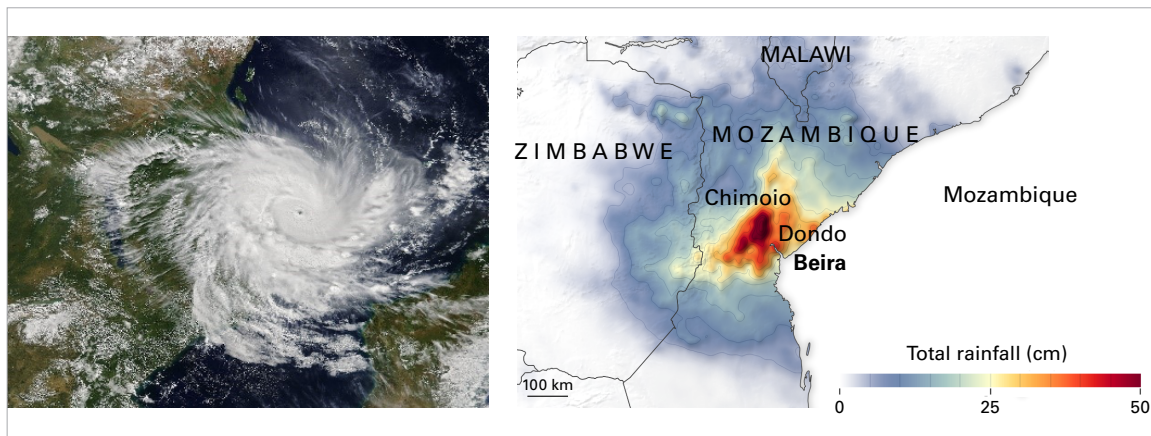 MALAWI
MOZAMBIQUE
ZIMBABWE
Chimoio
Mozambique
Dondo
Beira
Total rainfall (cm)
100 km
0 25 50